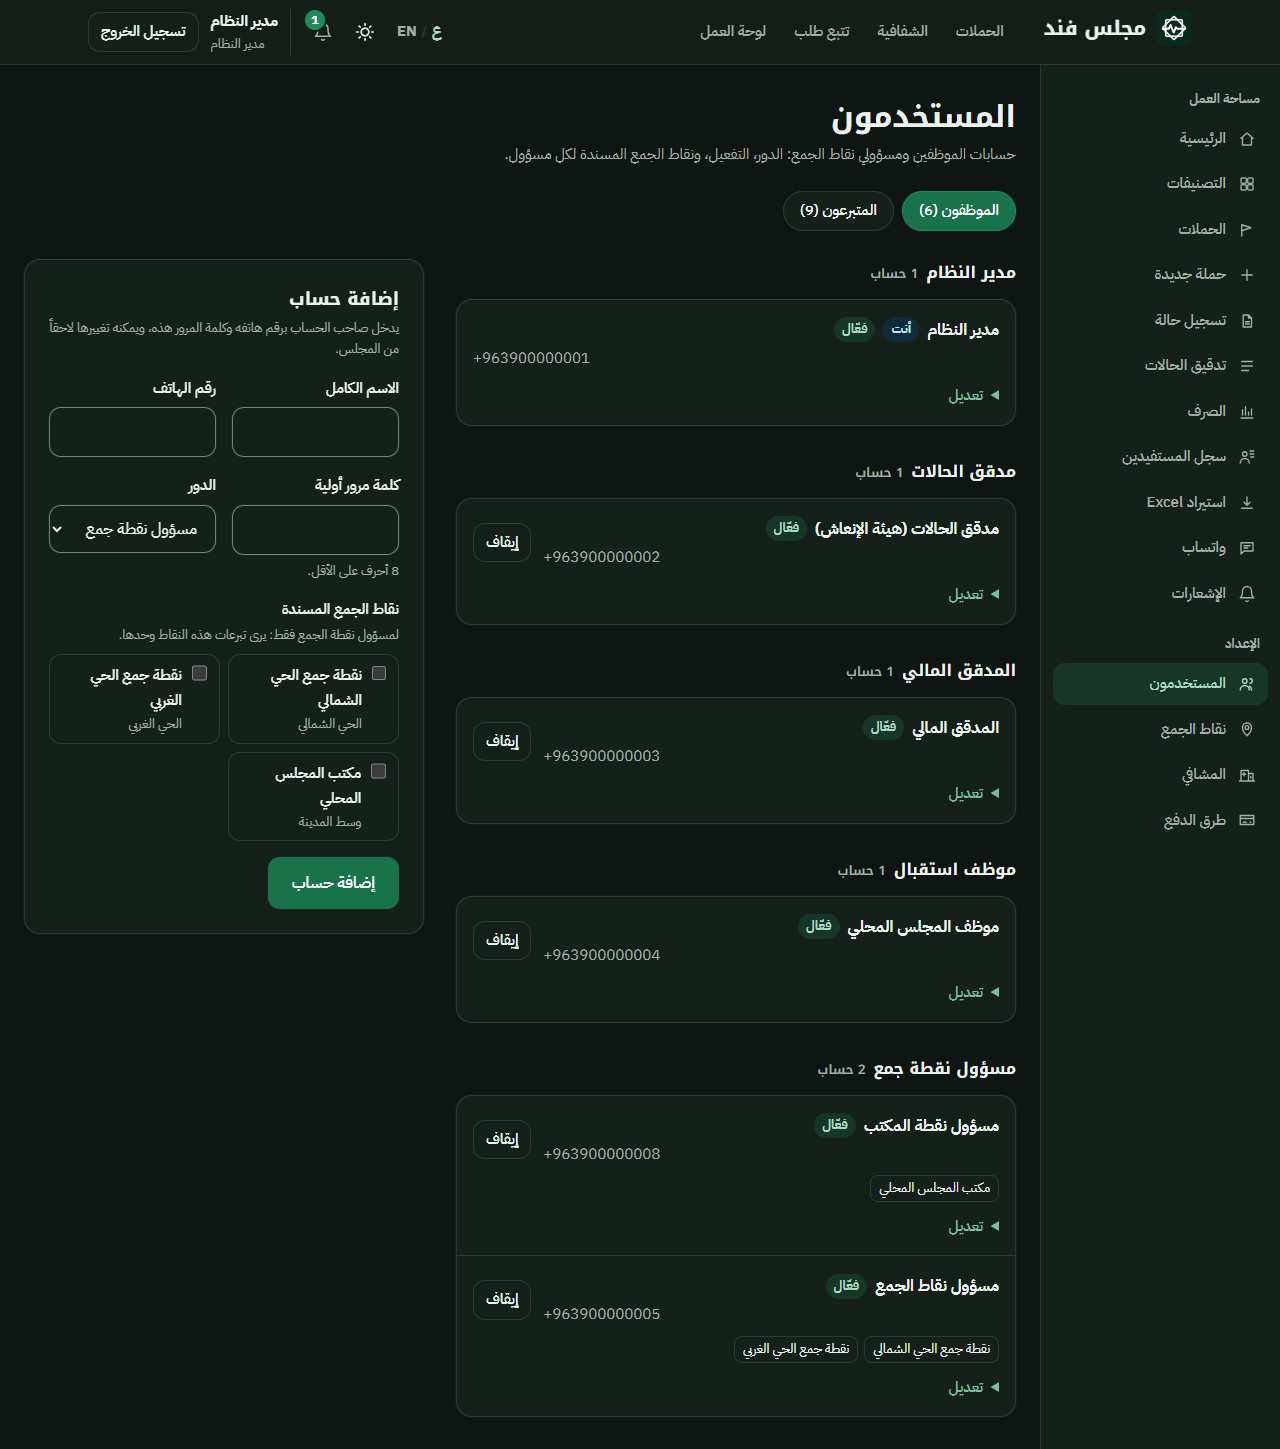 مجلس فند
الحملات
الشفافية
تتبع طلب
لوحة العمل
ع / EN
1
مدير النظام
مدير النظام
تسجيل الخروج
مساحة العمل
الرئيسية
التصنيفات
الحملات
حملة جديدة
تسجيل حالة
تدقيق الحالات
الصرف
سجل المستفيدين
استيراد Excel
واتساب
الإشعارات
الإعداد
المستخدمون
نقاط الجمع
المشافي
طرق الدفع
المستخدمون
حسابات الموظفين ومسؤولي نقاط الجمع: الدور، التفعيل، ونقاط الجمع المسندة لكل مسؤول.
الموظفون (6)
المتبرعون (9)
مدير النظام 1 حساب
مدير النظام أنت فعّال
+963900000001
تعديل
مدقق الحالات 1 حساب
مدقق الحالات (هيئة الإنعاش) فعّال
+963900000002
إيقاف
تعديل
المدقق المالي 1 حساب
المدقق المالي فعّال
+963900000003
إيقاف
تعديل
موظف استقبال 1 حساب
موظف المجلس المحلي فعّال
+963900000004
إيقاف
تعديل
مسؤول نقطة جمع 2 حساب
مسؤول نقطة المكتب فعّال
+963900000008
إيقاف
مكتب المجلس المحلي
تعديل
مسؤول نقاط الجمع فعّال
+963900000005
إيقاف
نقطة جمع الحي الشمالي
نقطة جمع الحي الغربي
تعديل
إضافة حساب
يدخل صاحب الحساب برقم هاتفه وكلمة المرور هذه، ويمكنه تغييرها لاحقاً
من المجلس.
الاسم الكامل
رقم الهاتف
كلمة مرور أولية
الدور
مسؤول نقطة جمع
8 أحرف على الأقل.
نقاط الجمع المسندة
لمسؤول نقطة الجمع فقط: يرى تبرعات هذه النقاط وحدها.
نقطة جمع الحي
الشمالي
الحي الشمالي
نقطة جمع الحي
الغربي
الحي الغربي
مكتب المجلس
المحلي
وسط المدينة
إضافة حساب